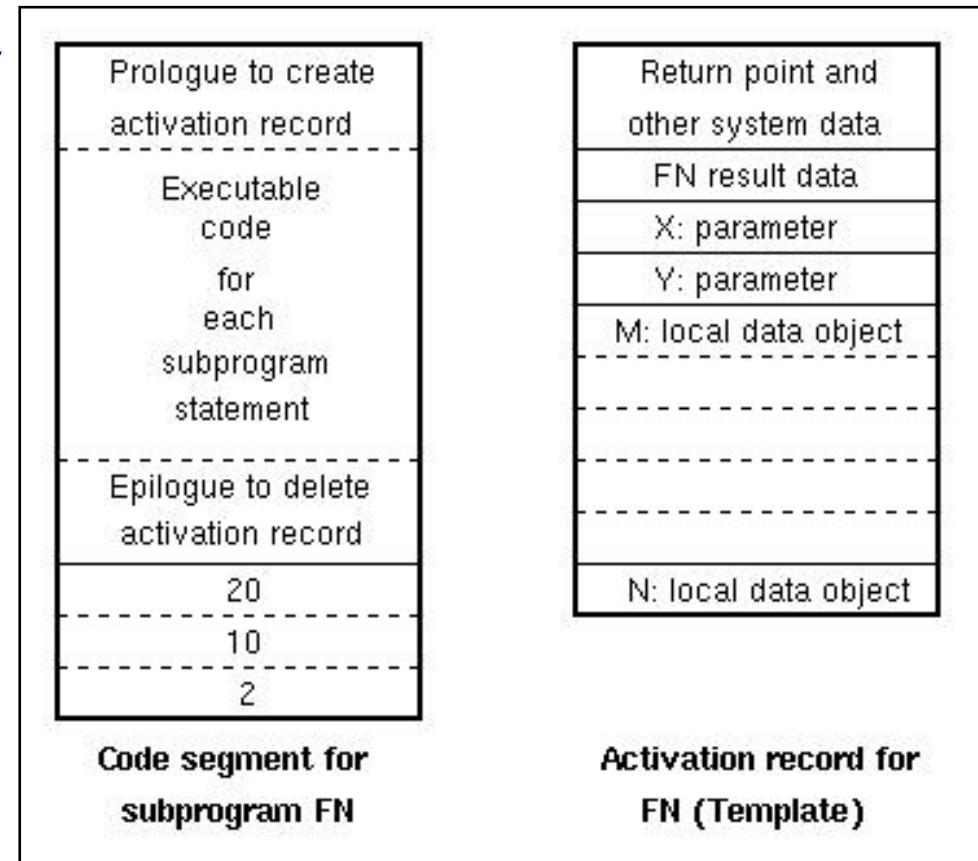 Prologue to create
activation record
Executable
code
for
each
subprogram
statement
Epilogue to delete
activation record
20
10
2
Code segment for
subprogram FN
Return point and
other system data
FN result data
X: parameter
Y: parameter
M: local data object
N: local data object
Activation record for
FN (Template)